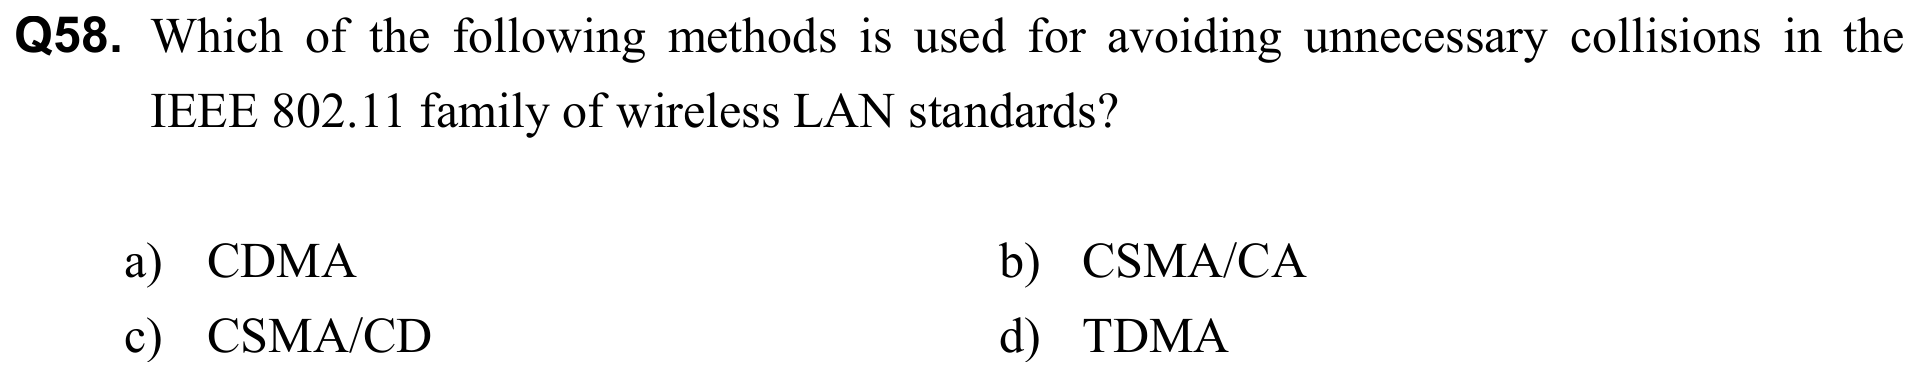 Q58. Which of the following methods is used for avoiding unnecessary collisions in the
IEEE 802.11 family of wireless LAN standards?
a) CDMA b) CSMA/CA
c) CSMA/CD d) TDMA